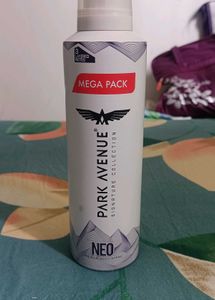 MEGA PACK
PARK AVENUE®
SIGNATURE COLLECTION
NEO